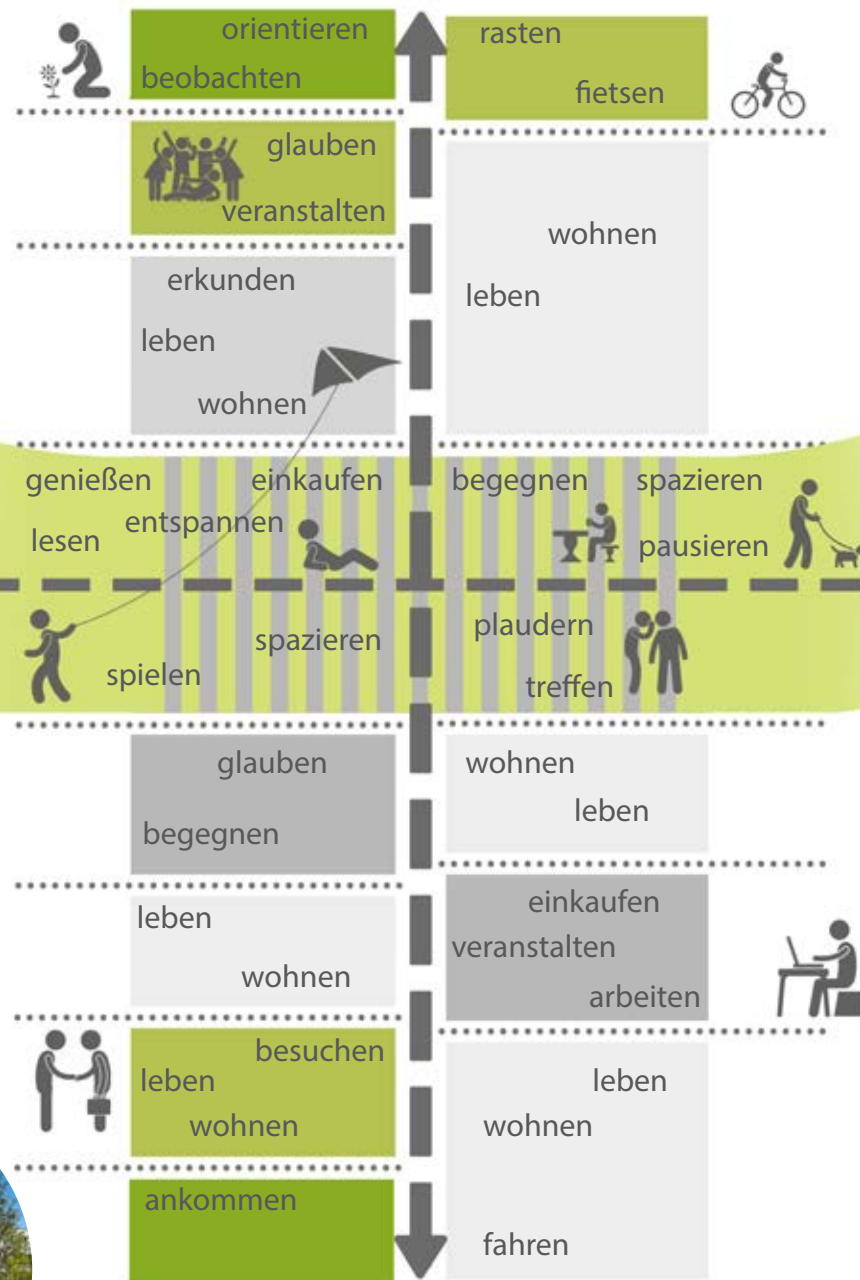 orientieren
beobachten
rasten
fietsen
glauben
veranstalten
wohnen
leben
erkunden
leben
wohnen
genießen
einkaufen
begegnen
spazieren
lesen
entspannen
pausieren
spazieren
spielen
plaudern
treffen
glauben
begegnen
wohnen
leben
leben
wohnen
einkaufen
veranstalten
arbeiten
besuchen
leben
wohnen
leben
wohnen
ankommen
fahren